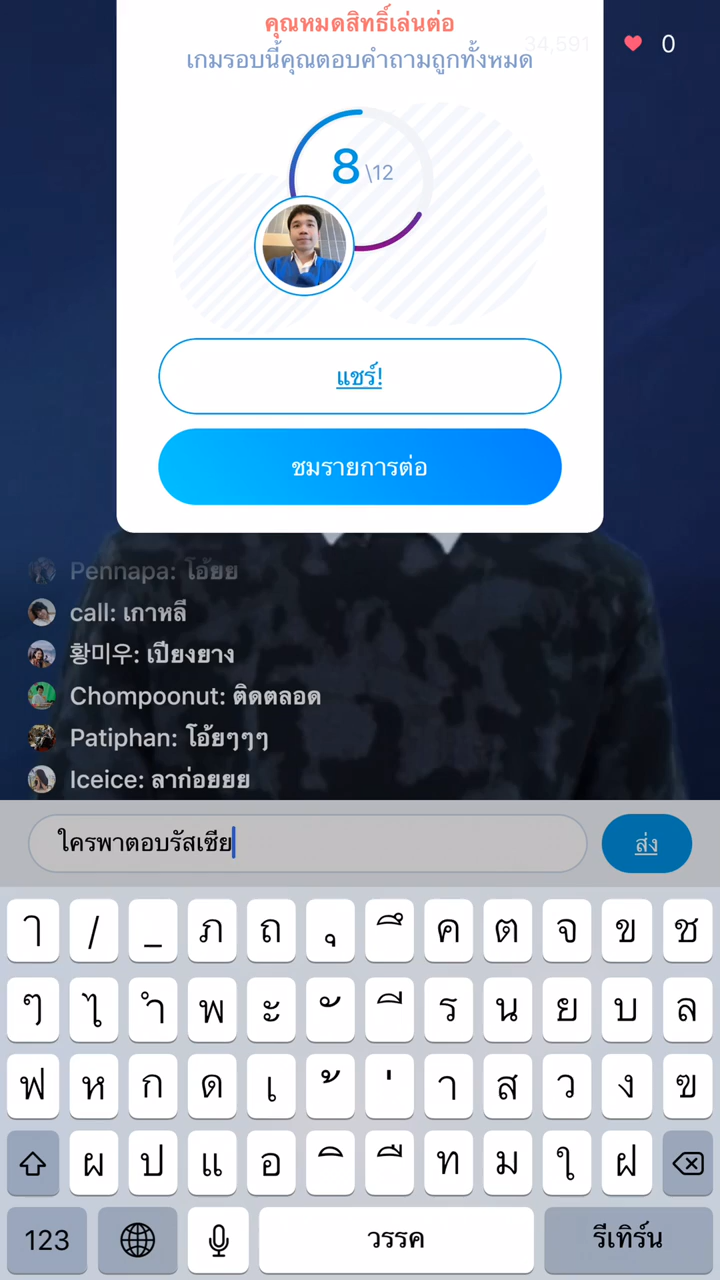 คุณหมดสิทธิ์เล่นต่อ
34,591
0
เกมรอบนี้คุณตอบคำถามถูกทั้งหมด
8\12
แชร์!
ชมรายการต่อ
Pennapa: โอ้ยย
call: เกาหลี
황미우: เปียงยาง
Chompoonut: ติดตลอด
Patiphan: โอ้ยๆๆๆ
Iceice: ลาก่อยยย
ใครพาตอบรัสเซีย
ส่ง
ๅ / _ ภ ถ ุ ึ ค ต จ ข ช
ๆ ไ ำ พ ะ ั ี ร น ย บ ล
ฟ ห ก ด เ ้ ่ า ส ว ง ฃ
ผ ป แ อ ิ ื ท ม ใ ฝ
123 วรรค รีเทิร์น